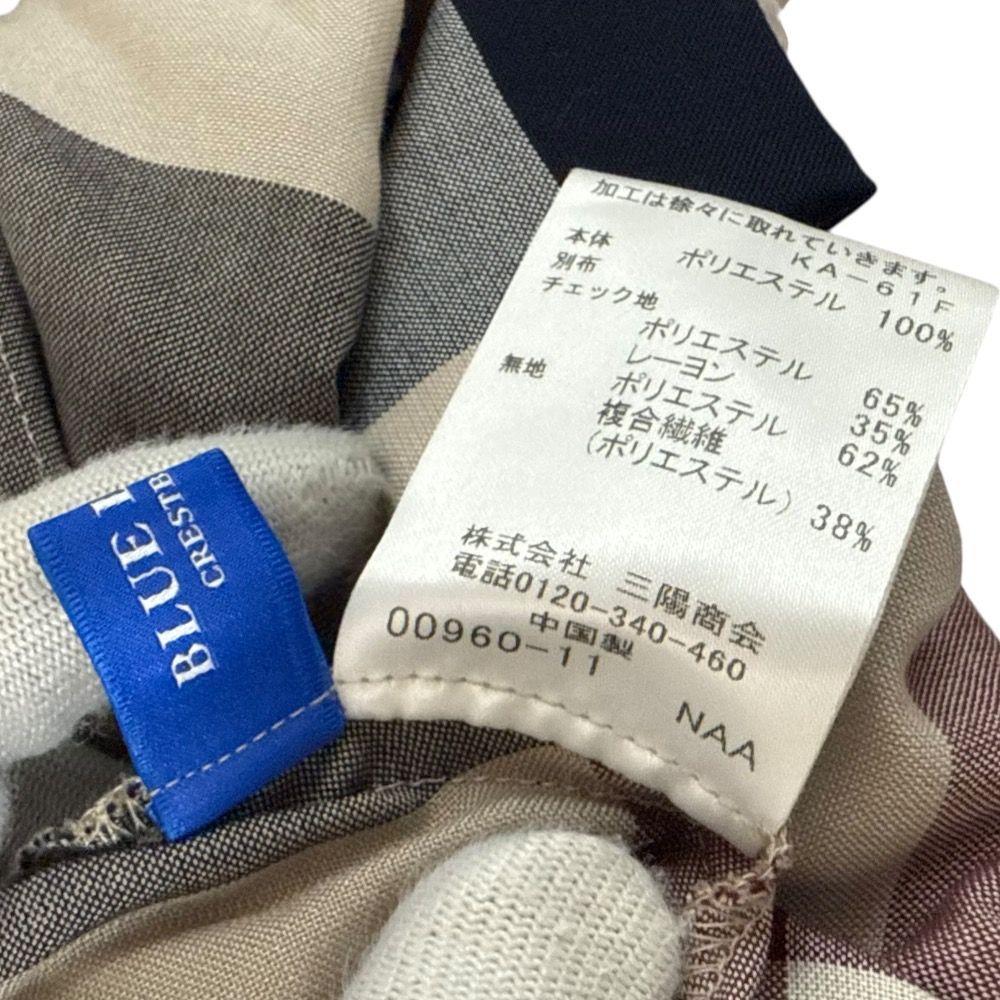 加工は徐々に取れていきます。
KA-61F
本体 ポリエステル 100%
別布
チェック地
ポリエステル 65%
レーヨン 35%
無地 ポリエステル 62%
複合繊維
(ポリエステル) 38%
株式会社 三陽商会
電話0120-340-460
中国製
00960-11
NAA
BLUE
CRESTB